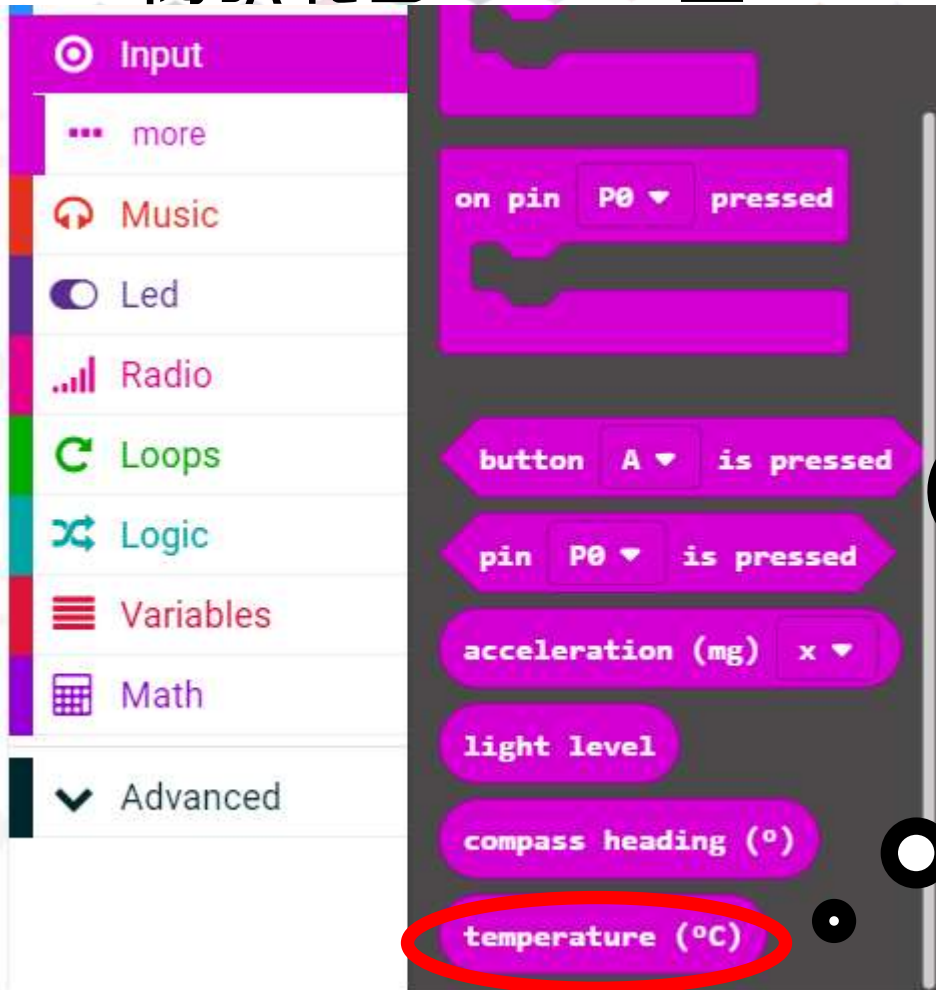 Input
more
Music
Led
Radio
Loops
Logic
Variables
Math
Advanced
on pin P0 pressed
button A is pressed
pin P0 is pressed
acceleration (mg) x
light level
compass heading (°)
temperature (°C)